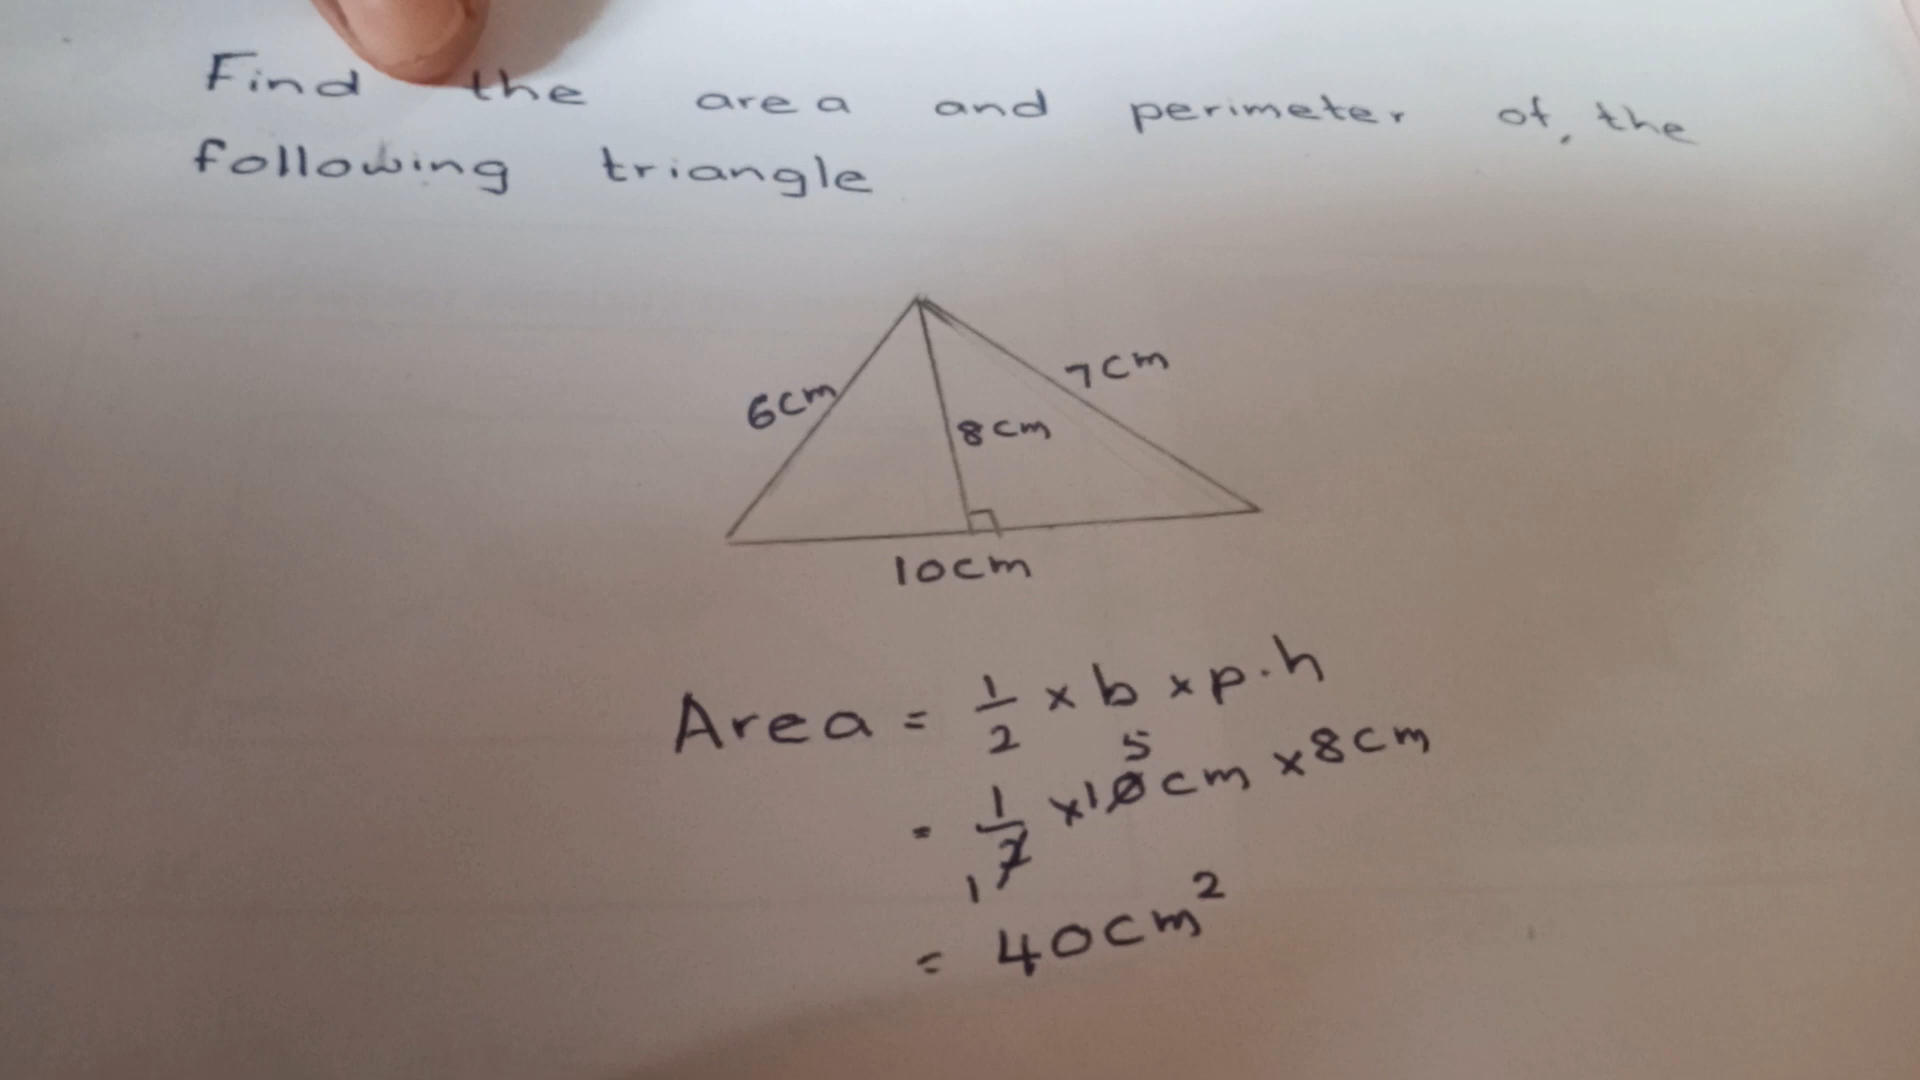 Find the area and perimeter of the
following triangle
6cm
7cm
8cm
10cm
Area = 1/2 × b × p.h
5
= 1/2 × 10cm × 8cm
1
= 40cm²